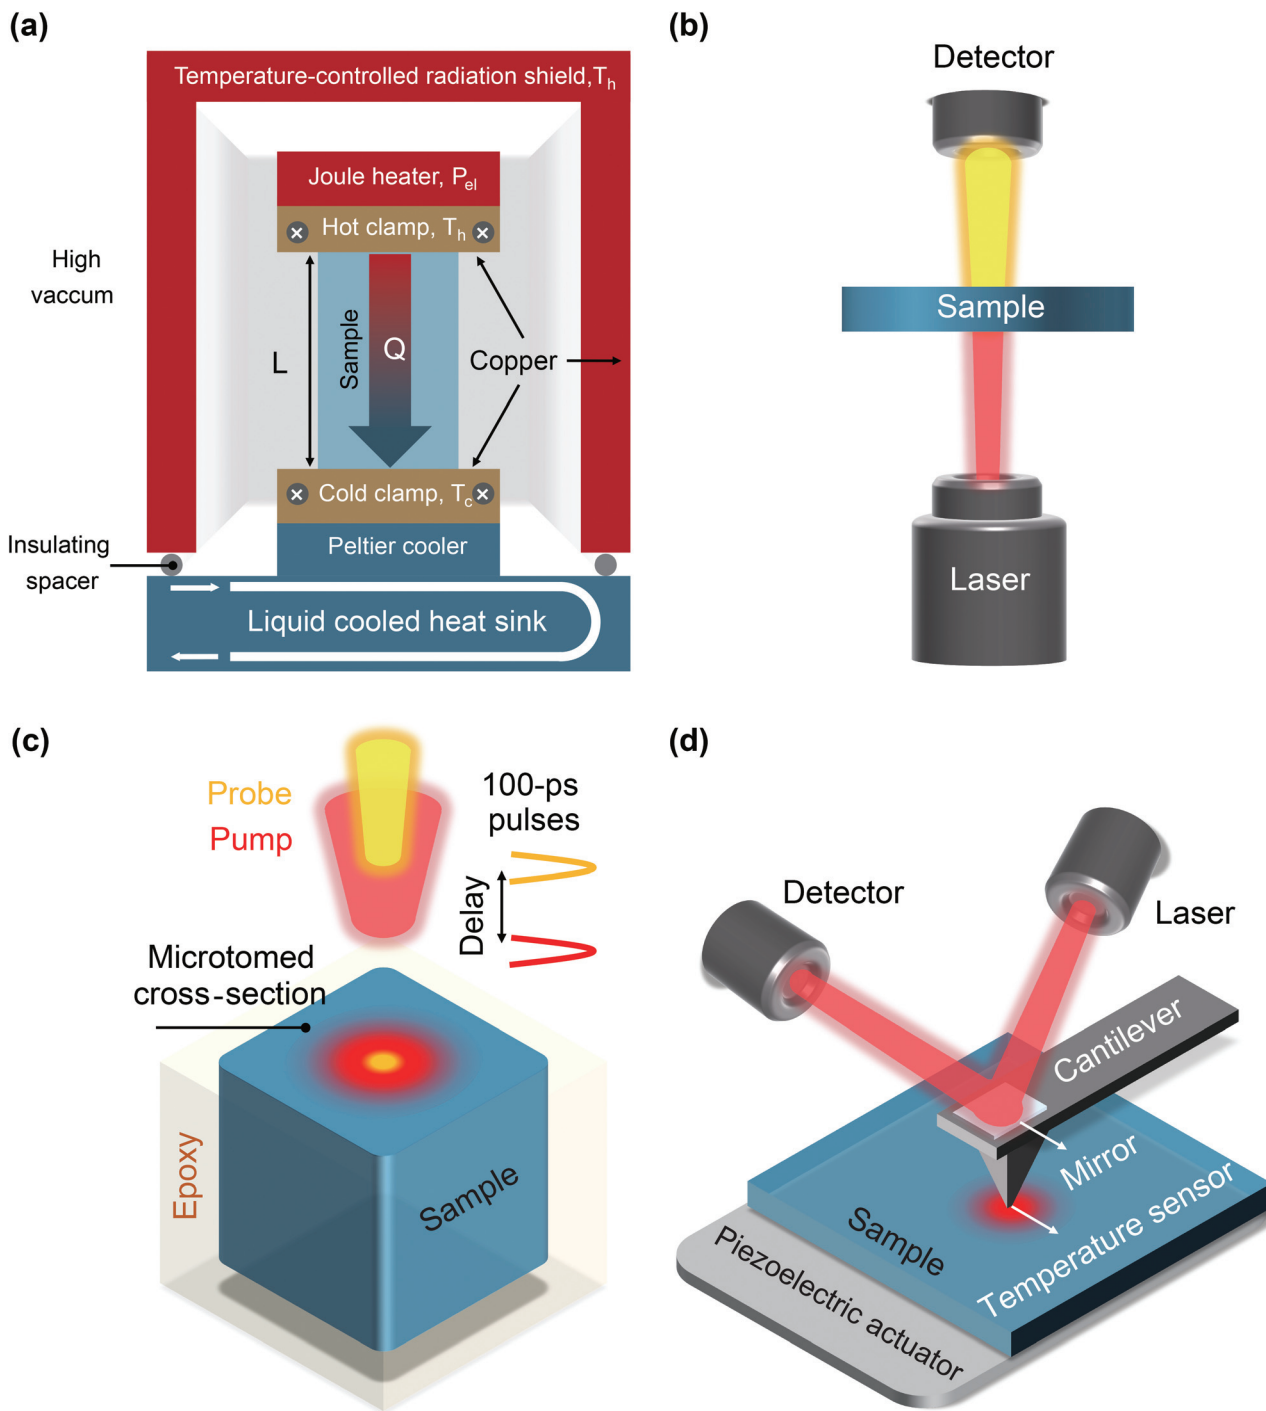 (a)
Temperature-controlled radiation shield,Th
Joule heater, Pel
Hot clamp, Th
High
vaccum
L
Sample
Q
Copper
Cold clamp, Tc
Peltier cooler
Insulating
spacer
Liquid cooled heat sink
(b)
Detector
Sample
Laser
(c)
Probe
Pump
100-ps
pulses
Delay
Microtomed
cross-section
Epoxy
Sample
(d)
Detector
Laser
Cantilever
Mirror
Temperature sensor
Sample
Piezoelectric actuator